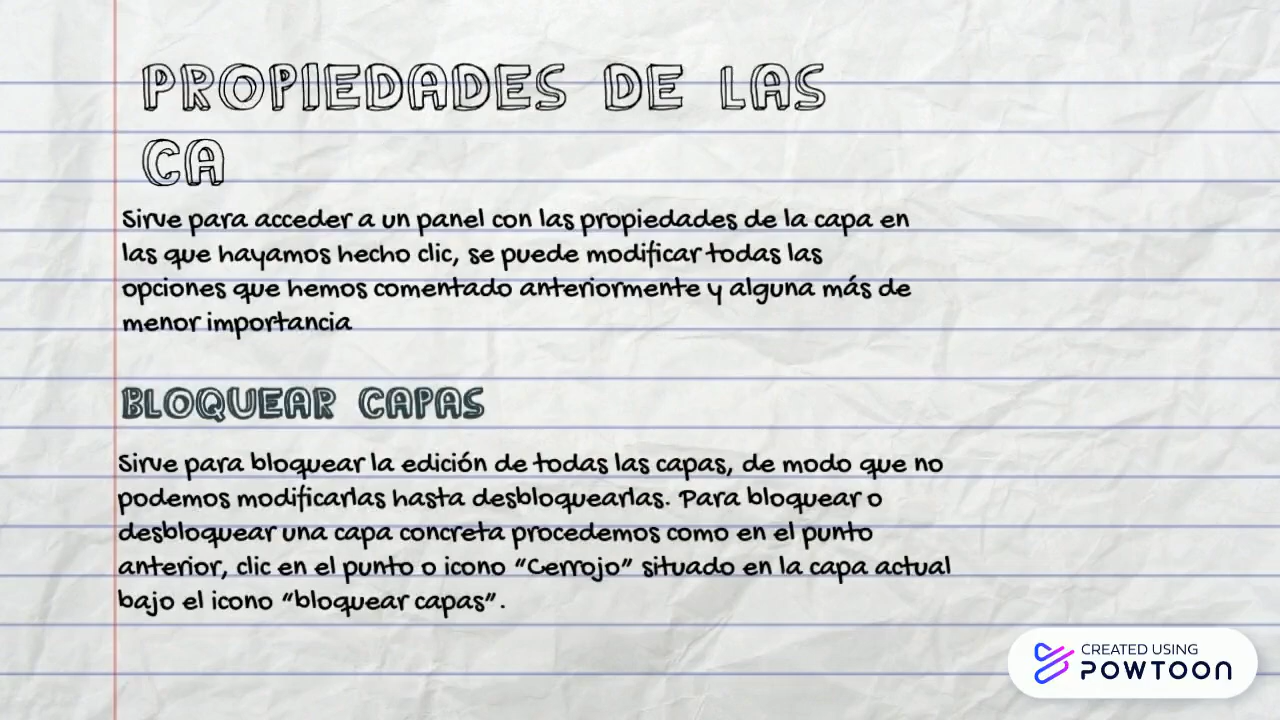 PROPIEDADES DE LAS
CA
Sirve para acceder a un panel con las propiedades de la capa en
las que hayamos hecho clic, se puede modificar todas las
opciones que hemos comentado anteriormente y alguna más de
menor importancia
BLOQUEAR CAPAS
Sirve para bloquear la edición de todas las capas, de modo que no
podemos modificarlas hasta desbloquearlas. Para bloquear o
desbloquear una capa concreta procedemos como en el punto
anterior, clic en el punto o icono “Cerrojo” situado en la capa actual
bajo el icono “bloquear capas”.
CREATED USING
POWTOON